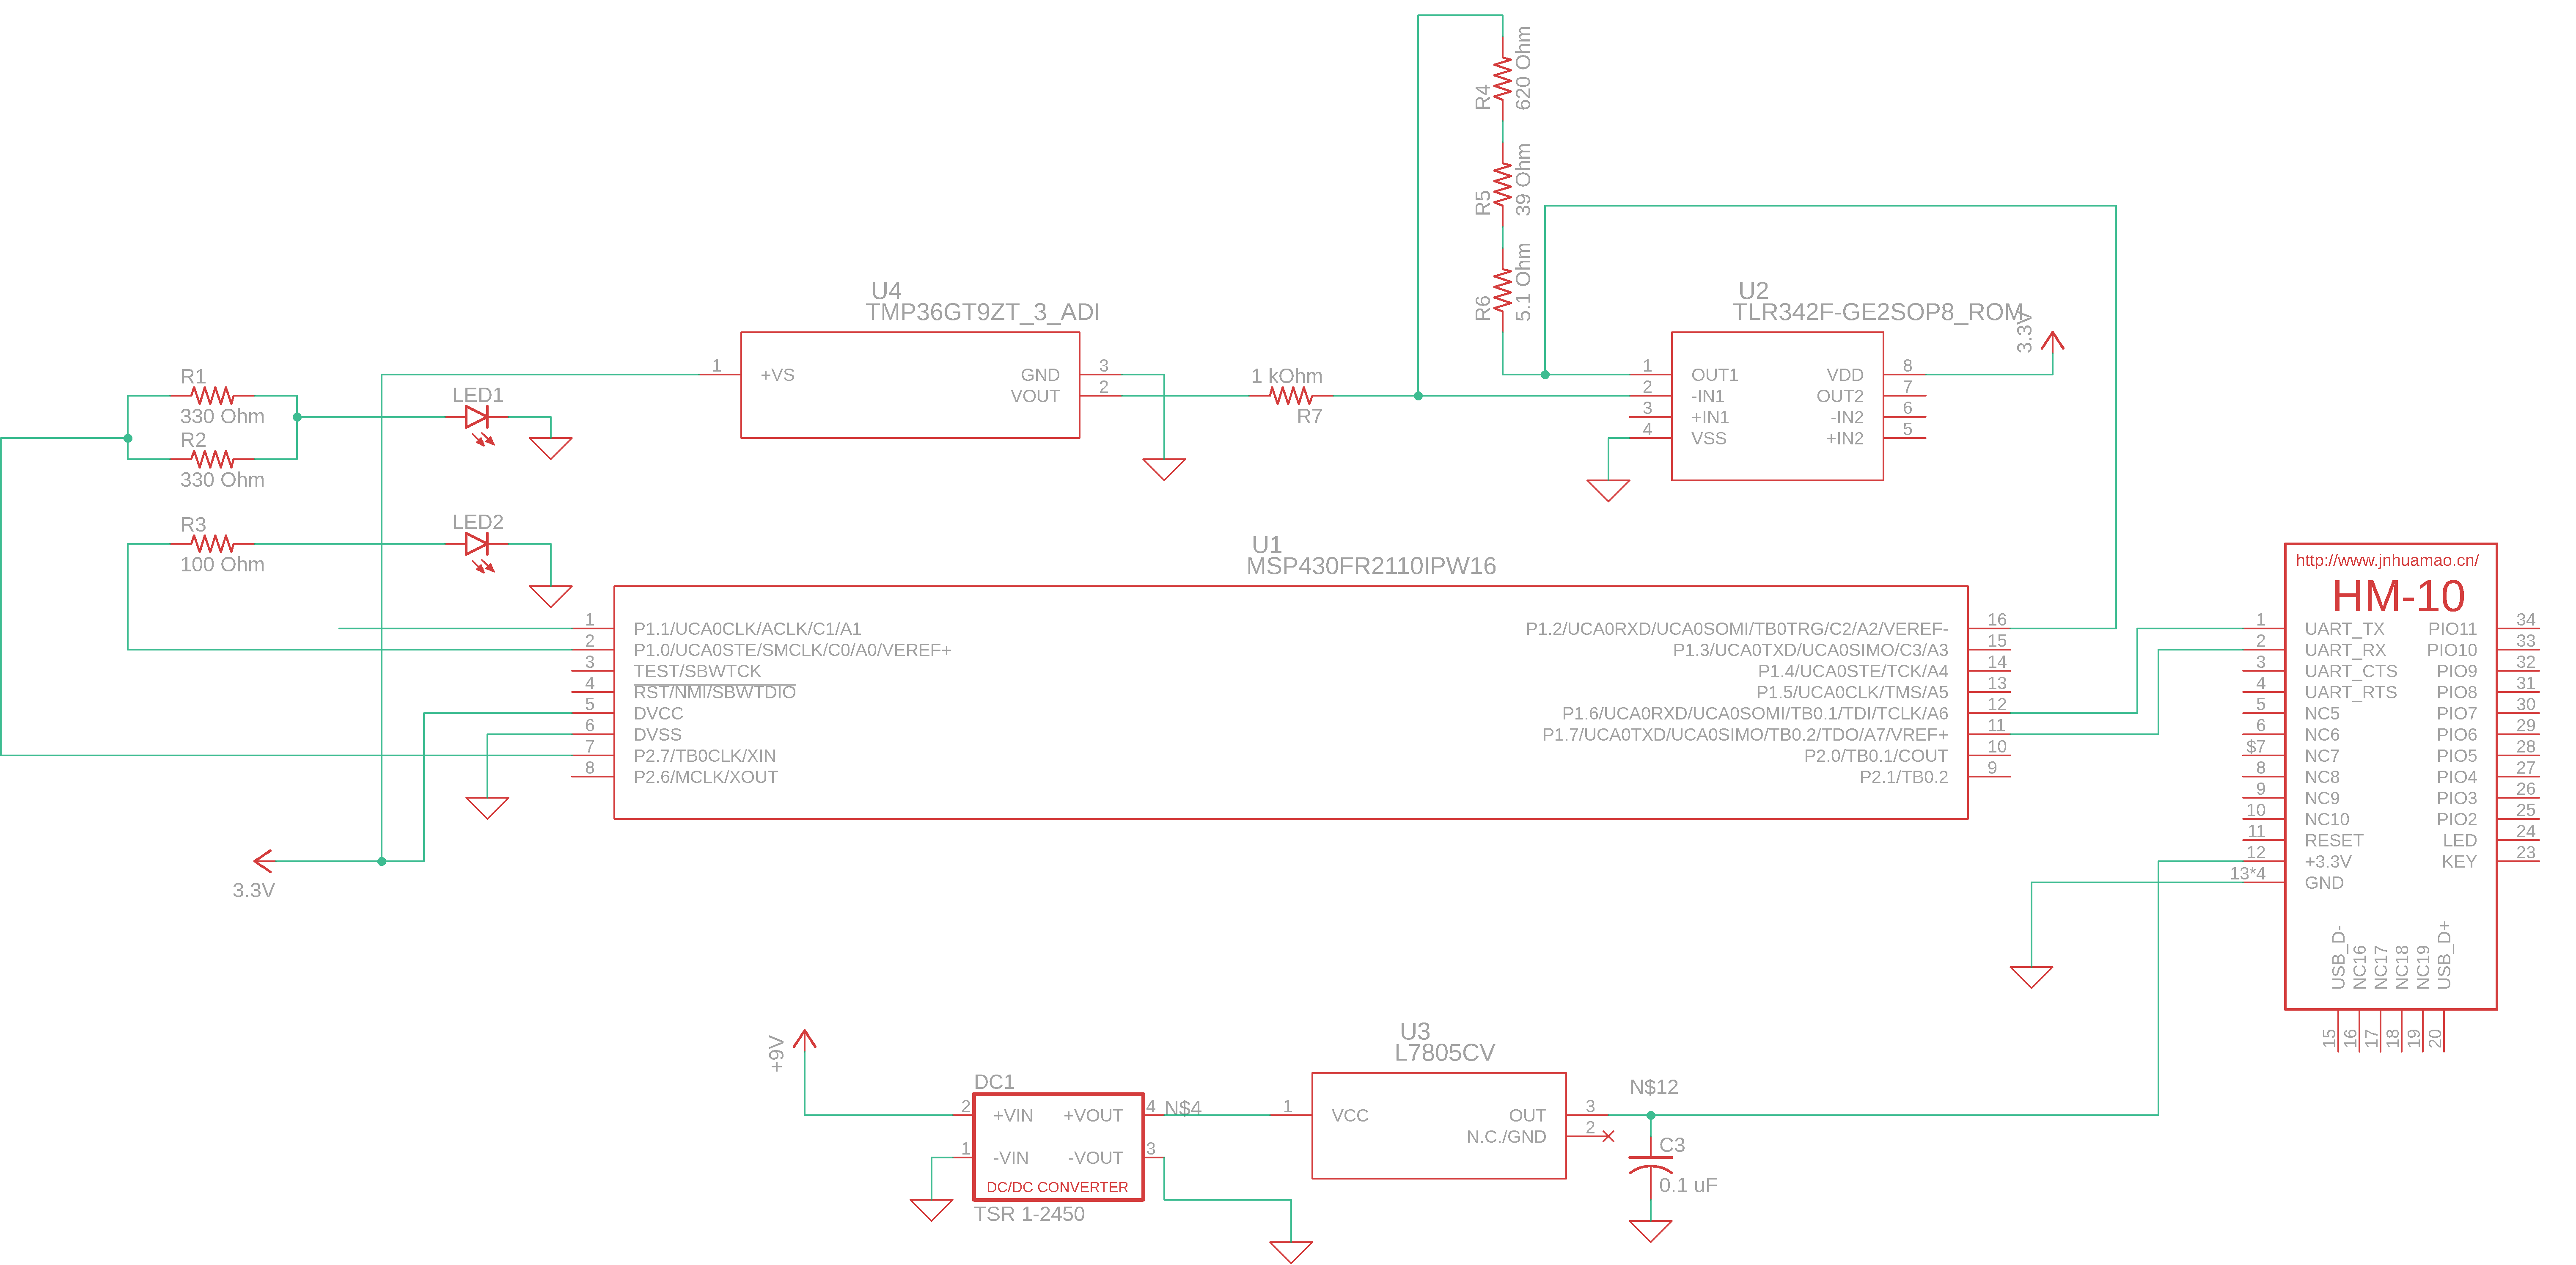 R4
620 Ohm
R5
39 Ohm
R6
5.1 Ohm
U4
TMP36GT9ZT_3_ADI
1
+VS
GND
3
VOUT
2
1 kOhm
R7
U2
TLR342F-GE2SOP8_ROM
3.3V
1
OUT1
VDD
8
2
-IN1
OUT2
7
3
+IN1
-IN2
6
4
VSS
+IN2
5
R1
330 Ohm
R2
330 Ohm
LED1
R3
100 Ohm
LED2
U1
MSP430FR2110IPW16
1
P1.1/UCA0CLK/ACLK/C1/A1
2
P1.0/UCA0STE/SMCLK/C0/A0/VEREF+
3
TEST/SBWTCK
4
RST/NMI/SBWTDIO
5
DVCC
6
DVSS
7
P2.7/TB0CLK/XIN
8
P2.6/MCLK/XOUT
P1.2/UCA0RXD/UCA0SOMI/TB0TRG/C2/A2/VEREF-
16
P1.3/UCA0TXD/UCA0SIMO/C3/A3
15
P1.4/UCA0STE/TCK/A4
14
P1.5/UCA0CLK/TMS/A5
13
P1.6/UCA0RXD/UCA0SOMI/TB0.1/TDI/TCLK/A6
12
P1.7/UCA0TXD/UCA0SIMO/TB0.2/TDO/A7/VREF+
11
P2.0/TB0.1/COUT
10
P2.1/TB0.2
9
3.3V
http://www.jnhuamao.cn/
HM-10
1
UART_TX
PIO11
34
2
UART_RX
PIO10
33
3
UART_CTS
PIO9
32
4
UART_RTS
PIO8
31
5
NC5
PIO7
30
6
NC6
PIO6
29
$7
NC7
PIO5
28
8
NC8
PIO4
27
9
NC9
PIO3
26
10
NC10
PIO2
25
11
RESET
LED
24
12
+3.3V
KEY
23
13*4
GND
USB_D-
NC16
NC17
NC18
NC19
USB_D+
15
16
17
18
19
20
+9V
DC1
2
+VIN
+VOUT
4
N$4
1
-VIN
-VOUT
3
DC/DC CONVERTER
TSR 1-2450
U3
L7805CV
1
VCC
OUT
3
N.C./GND
2
N$12
C3
0.1 uF